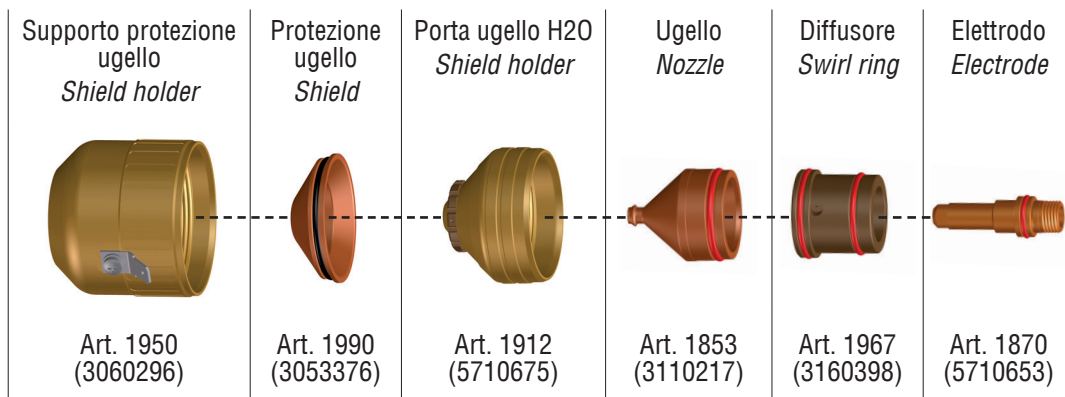 Supporto protezione
ugello
Shield holder
Protezione
ugello
Shield
Porta ugello H2O
Shield holder
Ugello
Nozzle
Diffusore
Swirl ring
Elettrodo
Electrode
Art. 1950
(3060296)
Art. 1990
(3053376)
Art. 1912
(5710675)
Art. 1853
(3110217)
Art. 1967
(3160398)
Art. 1870
(5710653)